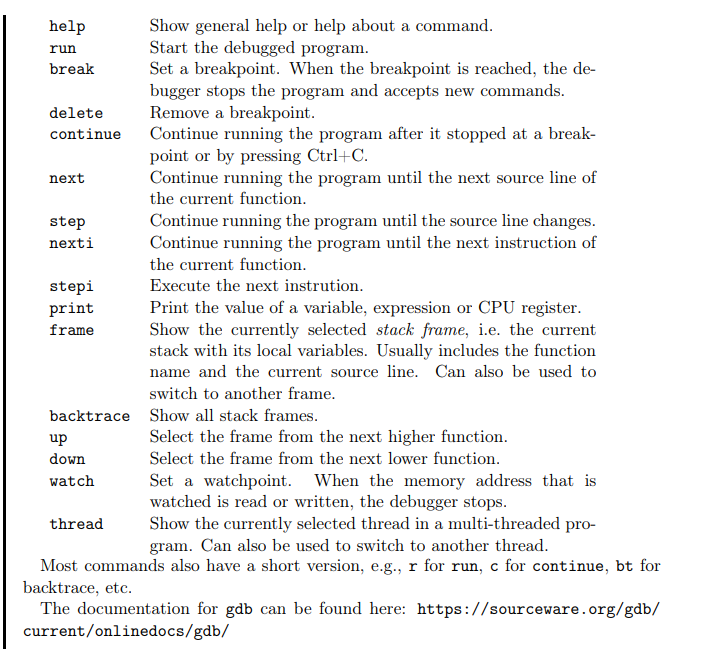 help Show general help or help about a command.
run Start the debugged program.
break Set a breakpoint. When the breakpoint is reached, the de-
bugger stops the program and accepts new commands.
delete Remove a breakpoint.
continue Continue running the program after it stopped at a break-
point or by pressing Ctrl+C.
next Continue running the program until the next source line of
the current function.
step Continue running the program until the source line changes.
nexti Continue running the program until the next instruction of
the current function.
stepi Execute the next instrution.
print Print the value of a variable, expression or CPU register.
frame Show the currently selected stack frame, i.e. the current
stack with its local variables. Usually includes the function
name and the current source line. Can also be used to
switch to another frame.
backtrace Show all stack frames.
up Select the frame from the next higher function.
down Select the frame from the next lower function.
watch Set a watchpoint. When the memory address that is
watched is read or written, the debugger stops.
thread Show the currently selected thread in a multi-threaded pro-
gram. Can also be used to switch to another thread.
Most commands also have a short version, e.g., r for run, c for continue, bt for
backtrace, etc.
The documentation for gdb can be found here: https://sourceware.org/gdb/
current/onlinedocs/gdb/